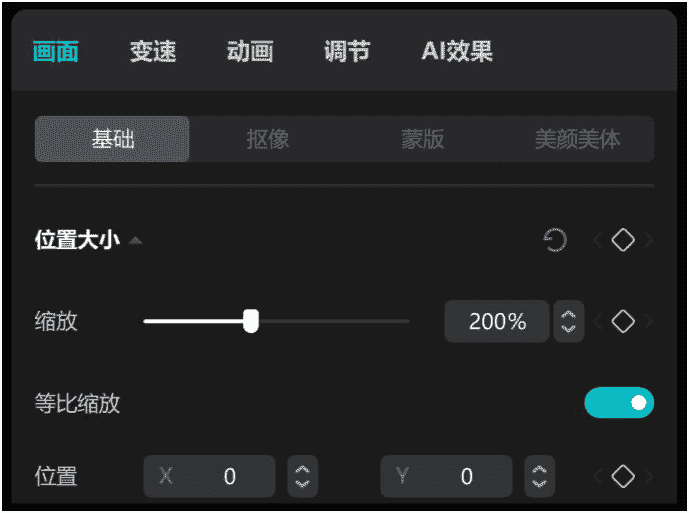 画面 变速 动画 调节 AI效果
基础 抠像 蒙版 美颜美体
位置大小
缩放 200%
等比缩放
位置 X 0 Y 0